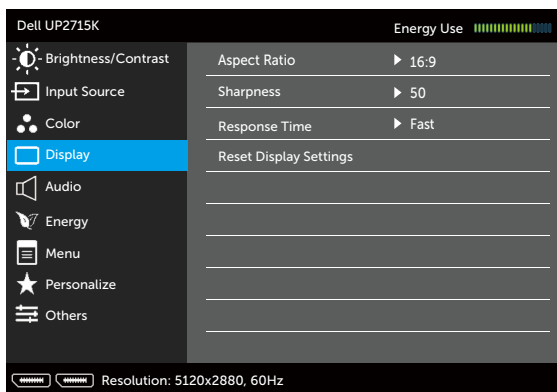 Dell UP2715K Energy Use
Brightness/Contrast Aspect Ratio 16:9
Input Source Sharpness 50
Color Response Time Fast
Display Reset Display Settings
Audio
Energy
Menu
Personalize
Others
Resolution: 5120x2880, 60Hz